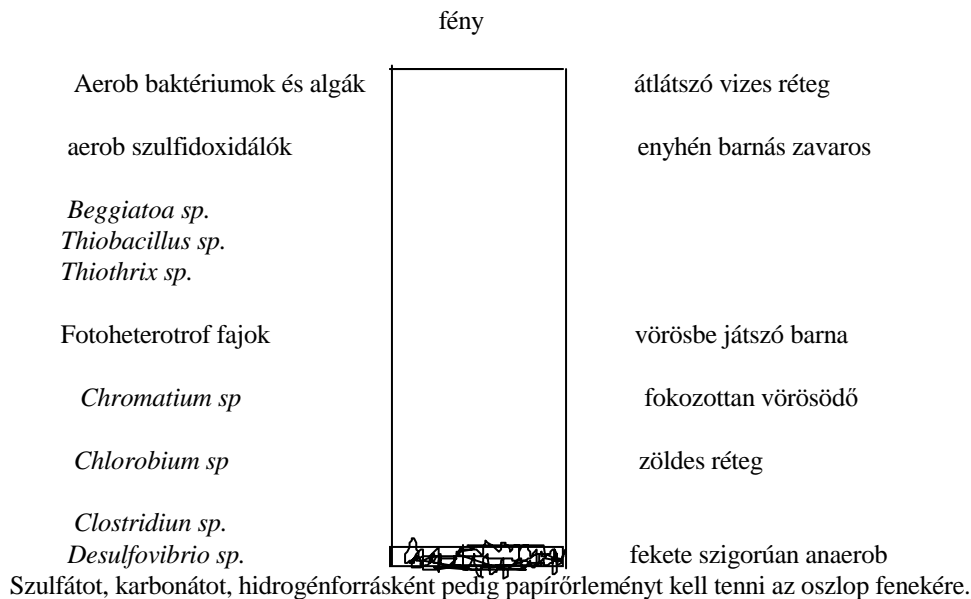 fény
Aerob baktériumok és algák átlátszó vizes réteg
aerob szulfidoxidálók enyhén barnás zavaros
Beggiatoa sp.
Thiobacillus sp.
Thiothrix sp.
Fotoheterotrof fajok vörösbe játszó barna
Chromatium sp fokozottan vörösödő
Chlorobium sp zöldes réteg
Clostridiun sp.
Desulfovibrio sp. fekete szigorúan anaerob
Szulfátot, karbonátot, hidrogénforrásként pedig papírőrleményt kell tenni az oszlop fenekére.